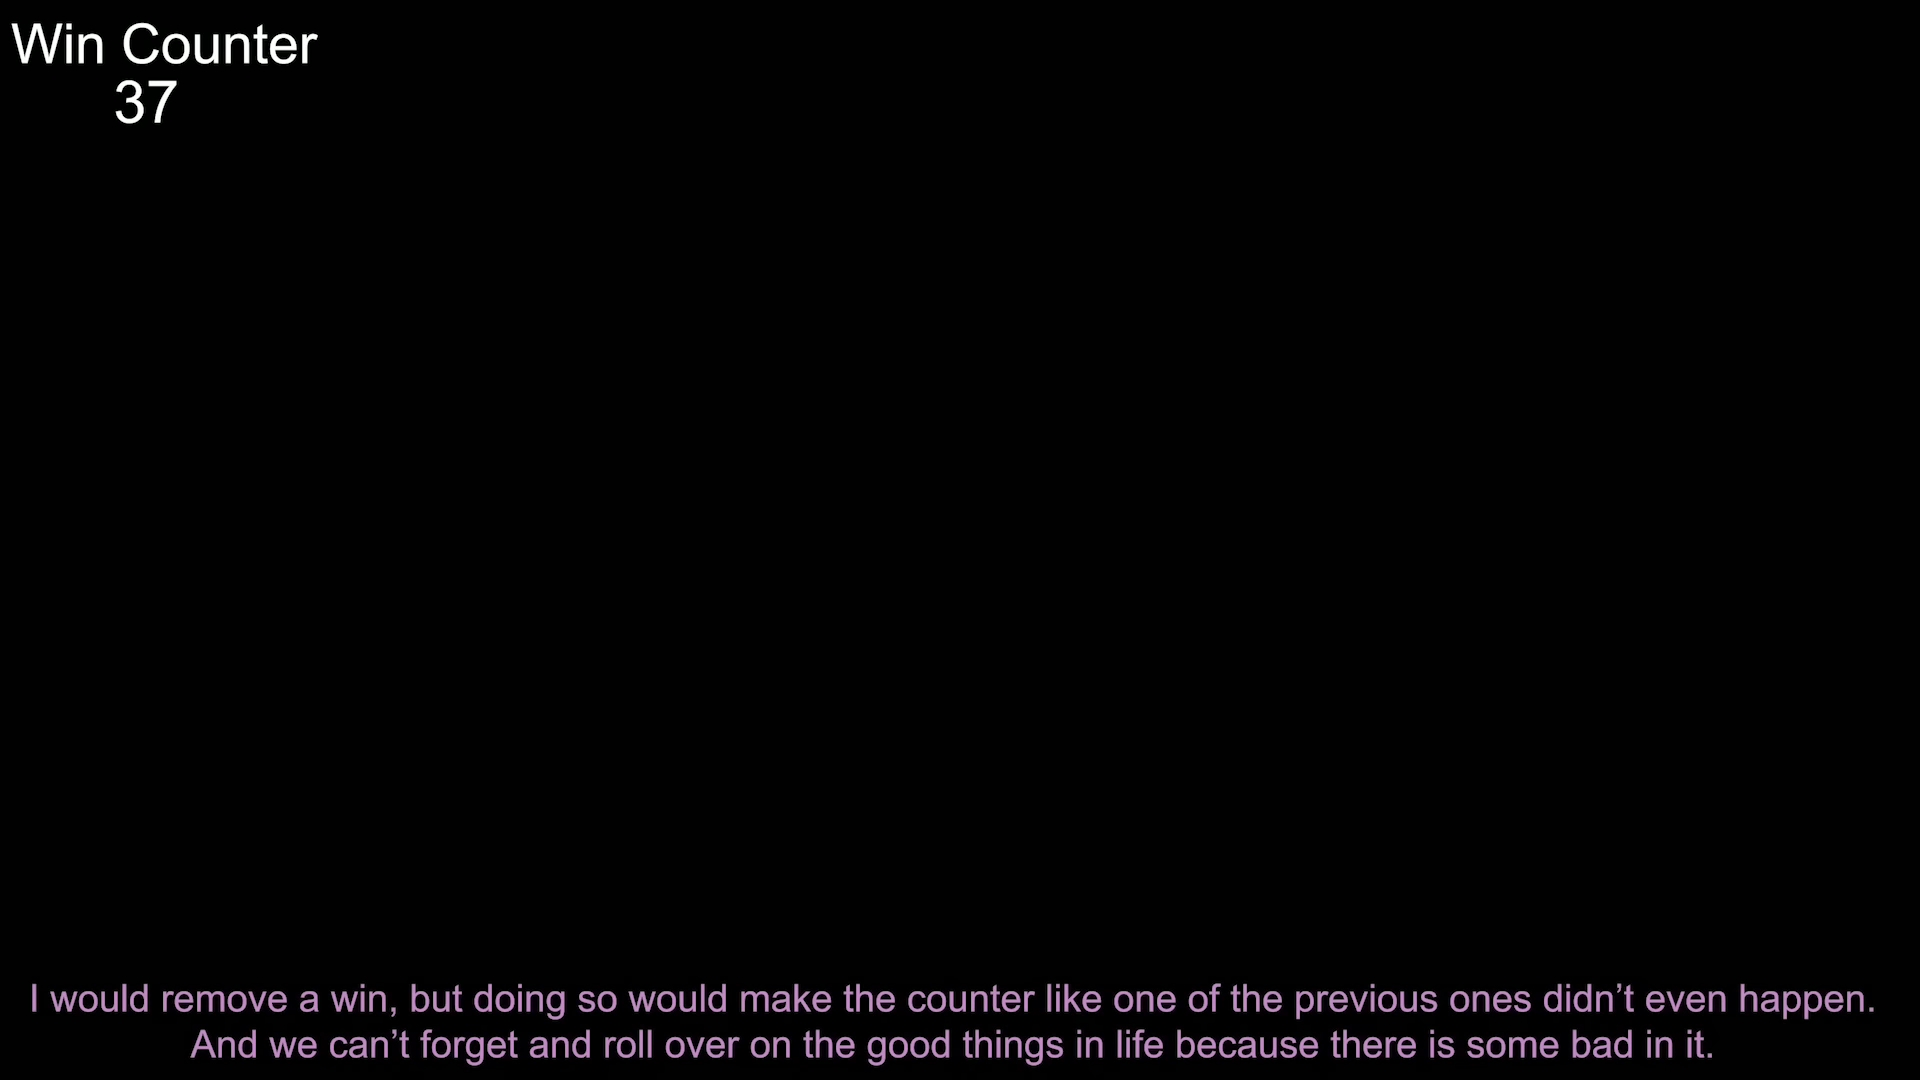 Win Counter
37
I would remove a win, but doing so would make the counter like one of the previous ones didn’t even happen.
And we can’t forget and roll over on the good things in life because there is some bad in it.